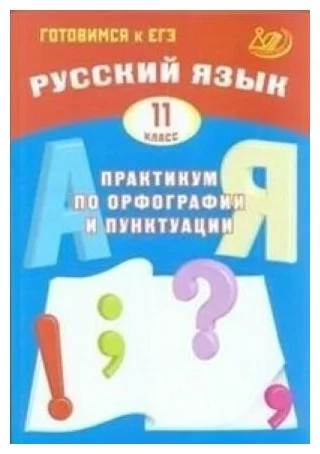 ГОТОВИМСЯ К ЕГЭ
РУССКИЙ ЯЗЫК
11
КЛАСС
А Я
ПРАКТИКУМ
ПО ОРФОГРАФИИ
И ПУНКТУАЦИИ
! ; ? ,